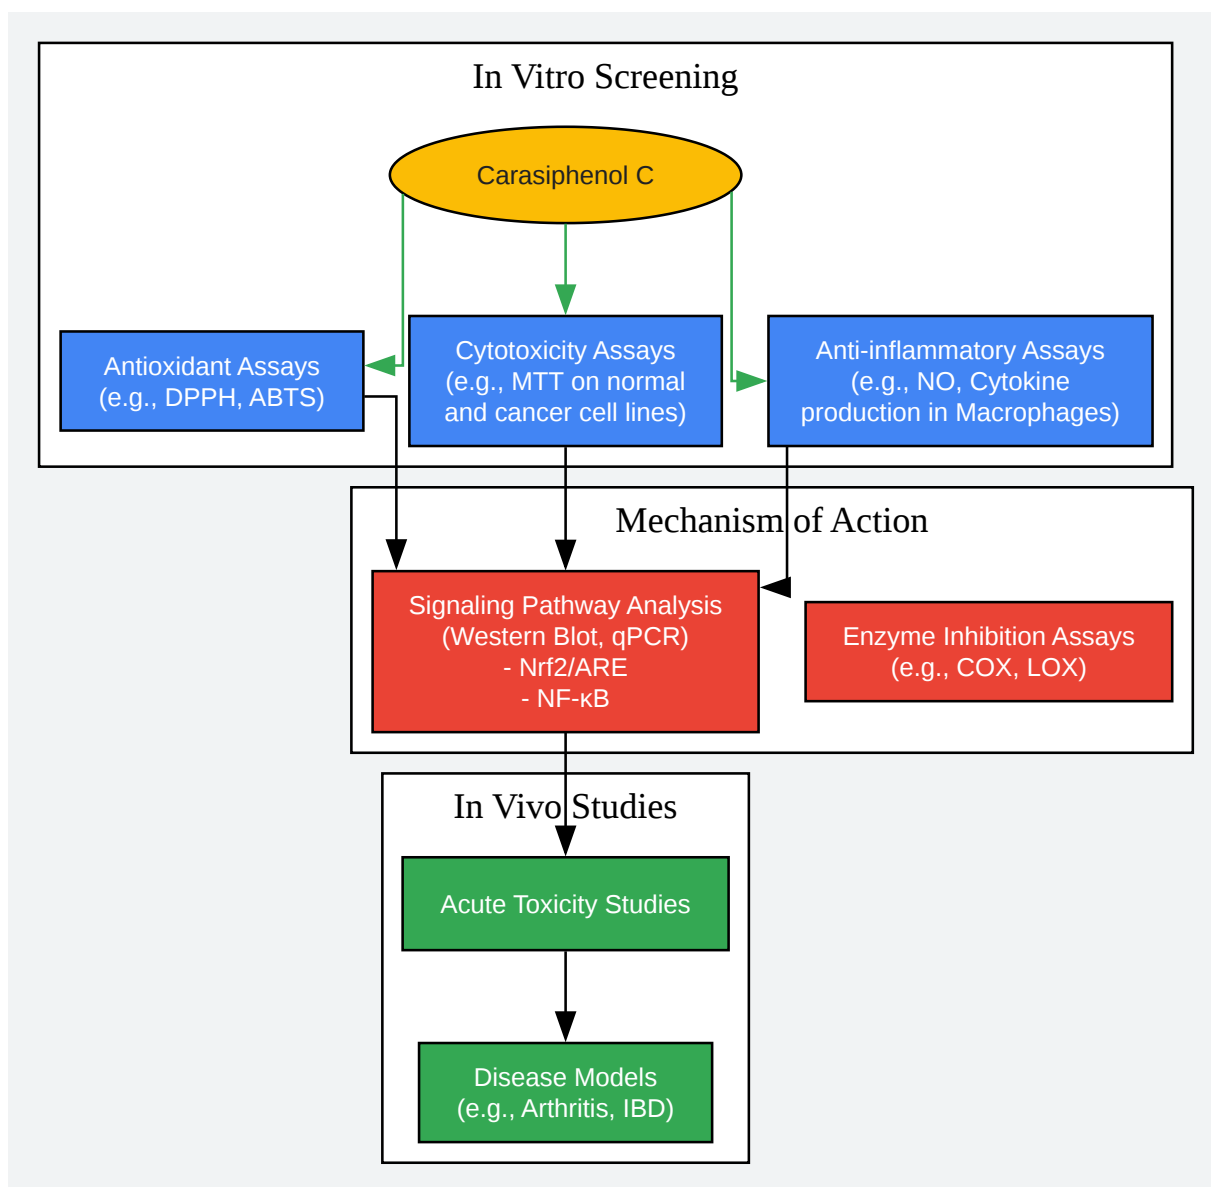 In Vitro Screening
Carasiphenol C
Antioxidant Assays
(e.g., DPPH, ABTS)
Cytotoxicity Assays
(e.g., MTT on normal
and cancer cell lines)
Anti-inflammatory Assays
(e.g., NO, Cytokine
production in Macrophages)
Mechanism of Action
Signaling Pathway Analysis
(Western Blot, qPCR)
- Nrf2/ARE
- NF-κB
Enzyme Inhibition Assays
(e.g., COX, LOX)
In Vivo Studies
Acute Toxicity Studies
Disease Models
(e.g., Arthritis, IBD)